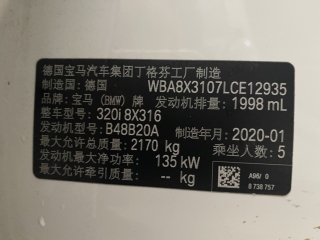 德国宝马汽车集团丁格芬工厂制造
制造国：德国 WBA8X3107LCE12935
品牌：宝马 (BMW) 牌 发动机排量：1998 mL
整车型号：320i 8X316
发动机型号：B48B20A 制造年月：2020-01
最大允许总质量：2170 kg 乘坐人数：5
发动机最大净功率：135 kW
最大允许牵引质量：-- kg
A96/ 0
8 738 757